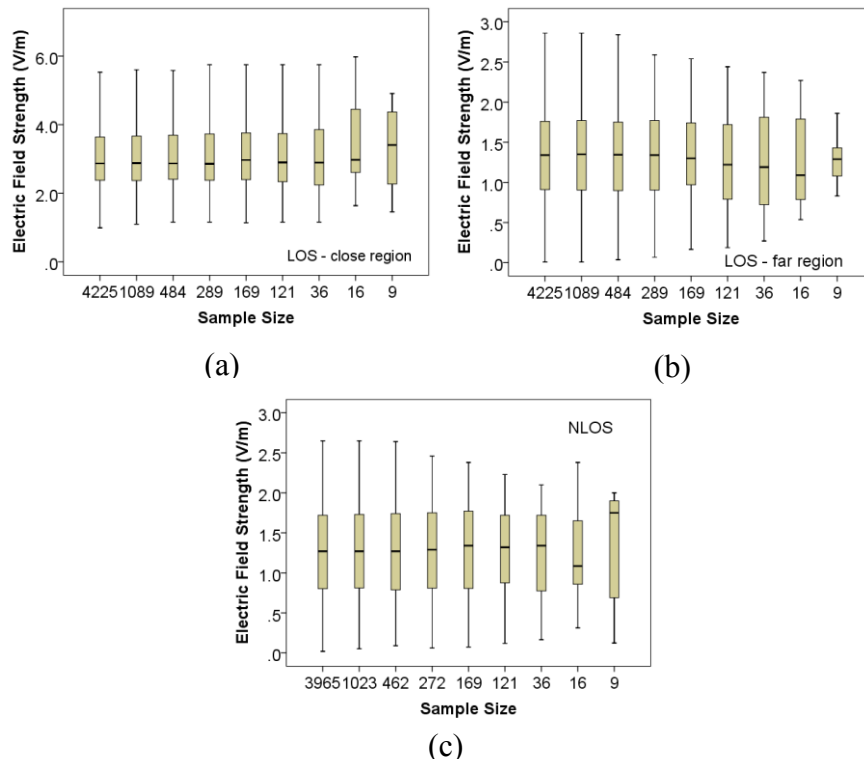 Electric Field Strength (V/m)
6.0
4.0
2.0
.0
LOS - close region
4225 1089 484 289 169 121 36 16 9
Sample Size
(a)
Electric Field Strength (V/m)
3.0
2.5
2.0
1.5
1.0
.5
.0
LOS - far region
4225 1089 484 289 169 121 36 16 9
Sample Size
(b)
Electric Field Strength (V/m)
3.0
2.5
2.0
1.5
1.0
.5
.0
NLOS
3965 1023 462 272 169 121 36 16 9
Sample Size
(c)